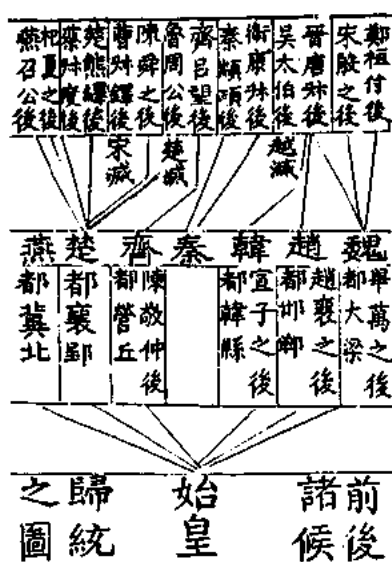 鄭桓付後
宋殷之後
晉唐叔後
吳太伯後
衛康叔後
秦顓頊後
齊呂望後
魯周公後
陳舜之後
曹叔鐸後
楚熊繹後
蔡叔度後
杞夏之後
燕召公後
越滅
楚滅
宋滅
魏
趙
韓
秦
齊
楚
燕
畢萬之後
都大梁
趙襄之後
都邯鄲
宣子之後
都韓縣
陳敬仲後
都營丘
都襄郢
都冀北
前後
諸候
始皇
歸統
之圖